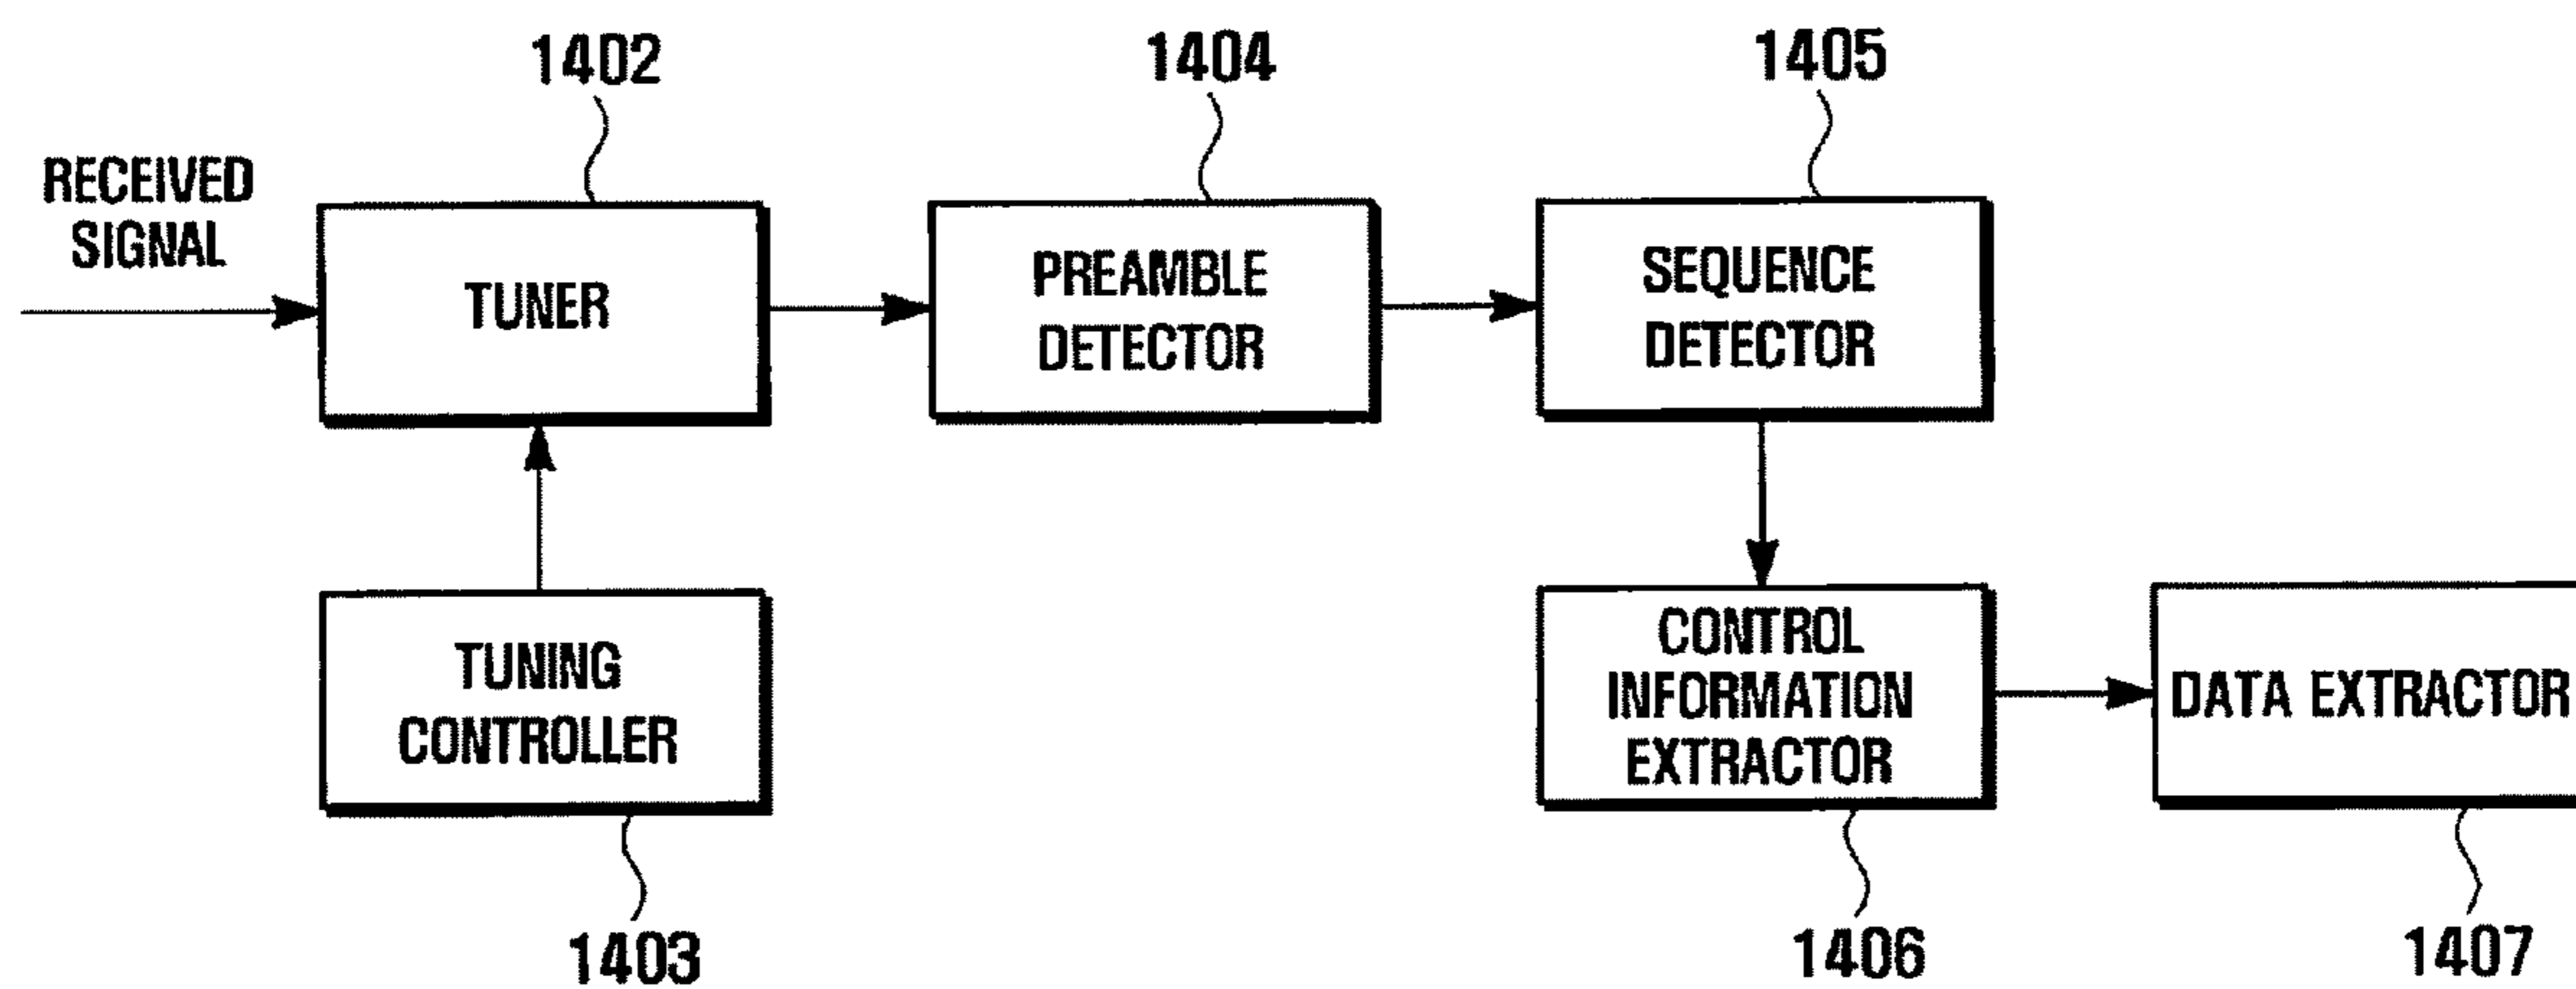 1402
1404
1405
RECEIVED
SIGNAL
TUNER
PREAMBLE
DETECTOR
SEQUENCE
DETECTOR
TUNING
CONTROLLER
CONTROL
INFORMATION
EXTRACTOR
DATA EXTRACTOR
1403
1406
1407